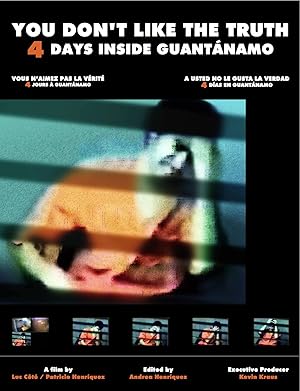 YOU DON'T LIKE THE TRUTH
4 DAYS INSIDE GUANTÁNAMO
VOUS N'AIMEZ PAS LA VÉRITÉ
4 JOURS À GUANTÁNAMO
A USTED NO LE GUSTA LA VERDAD
4 DÍAS EN GUANTÁNAMO
A film by
Luc Côté / Patricio Henriquez
Edited by
Andrea Henriquez
Executive Producer
Kevin Kraus